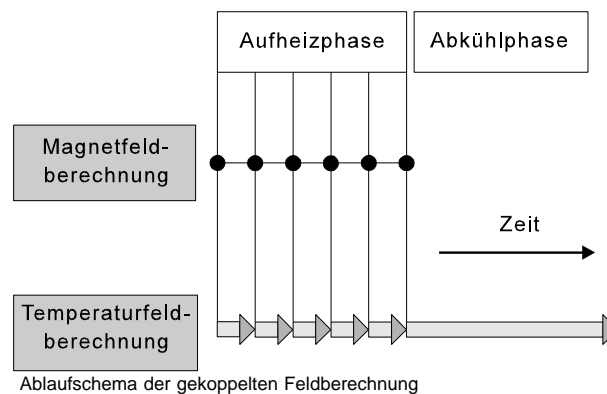 Aufheizphase
Abkühlphase
Magnetfeld-
berechnung
Zeit
Temperaturfeld-
berechnung
Ablaufschema der gekoppelten Feldberechnung